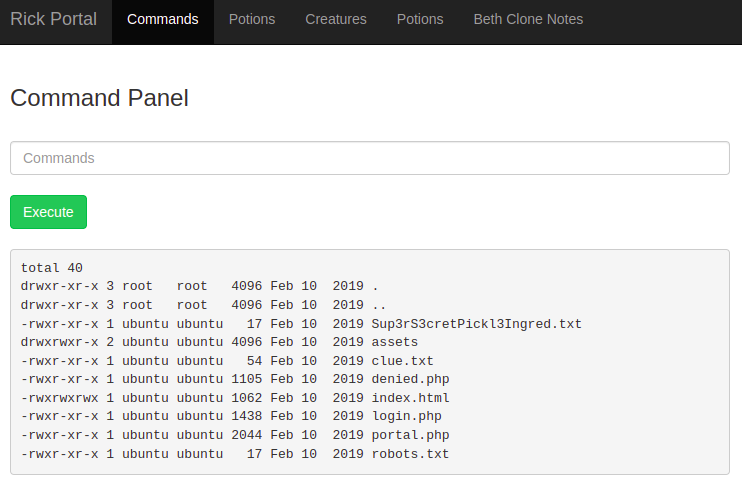 Rick Portal Commands Potions Creatures Potions Beth Clone Notes
Command Panel
Commands
Execute
total 40
drwxr-xr-x 3 root   root   4096 Feb 10  2019 .
drwxr-xr-x 3 root   root   4096 Feb 10  2019 ..
-rwxr-xr-x 1 ubuntu ubuntu   17 Feb 10  2019 Sup3rS3cretPickl3Ingred.txt
drwxrwxr-x 2 ubuntu ubuntu 4096 Feb 10  2019 assets
-rwxr-xr-x 1 ubuntu ubuntu   54 Feb 10  2019 clue.txt
-rwxr-xr-x 1 ubuntu ubuntu 1105 Feb 10  2019 denied.php
-rwxrwxrwx 1 ubuntu ubuntu 1062 Feb 10  2019 index.html
-rwxr-xr-x 1 ubuntu ubuntu 1438 Feb 10  2019 login.php
-rwxr-xr-x 1 ubuntu ubuntu 2044 Feb 10  2019 portal.php
-rwxr-xr-x 1 ubuntu ubuntu   17 Feb 10  2019 robots.txt